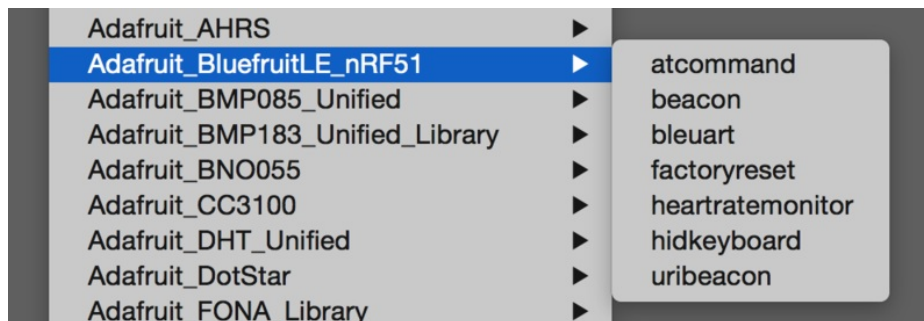 Adafruit_AHRS
Adafruit_BluefruitLE_nRF51
Adafruit_BMP085_Unified
Adafruit_BMP183_Unified_Library
Adafruit_BNO055
Adafruit_CC3100
Adafruit_DHT_Unified
Adafruit_DotStar
Adafruit_FONA_Library
atcommand
beacon
bleuart
factoryreset
heartratemonitor
hidkeyboard
uribeacon